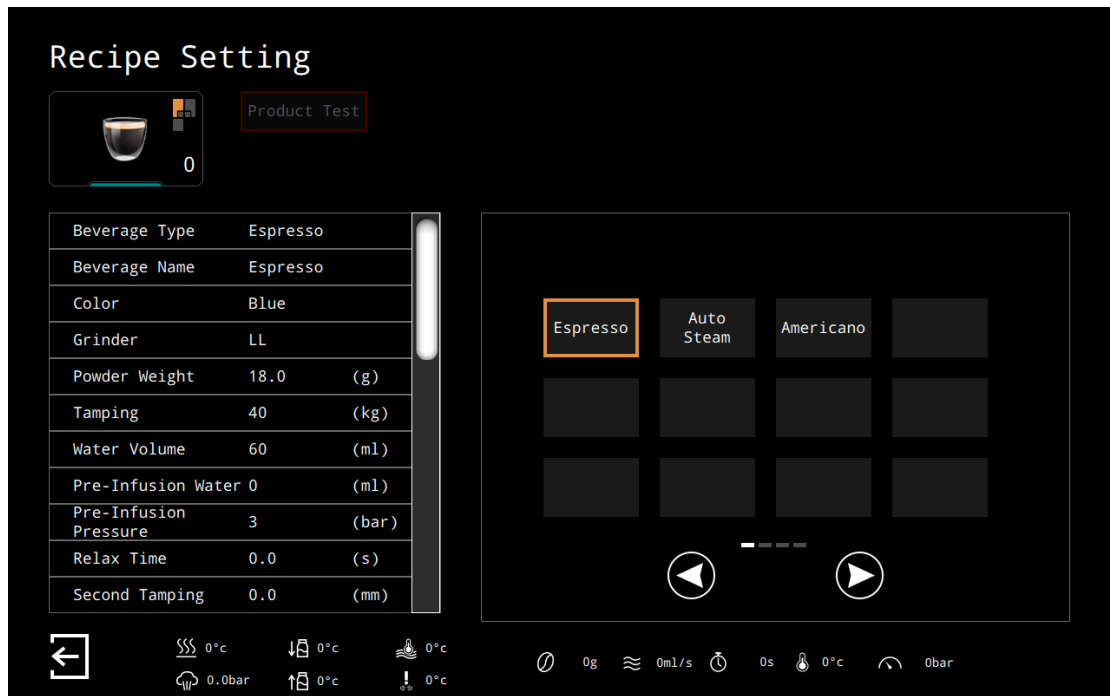 Recipe Setting
Product Test
0
Beverage Type Espresso
Beverage Name Espresso
Color Blue
Grinder LL
Powder Weight 18.0 (g)
Tamping 40 (kg)
Water Volume 60 (ml)
Pre-Infusion Water 0 (ml)
Pre-Infusion
Pressure 3 (bar)
Relax Time 0.0 (s)
Second Tamping 0.0 (mm)
Espresso
Auto
Steam
Americano
0°c 0°c 0°c
0.0bar 0°c 0°c
0g 0ml/s 0s 0°c 0bar